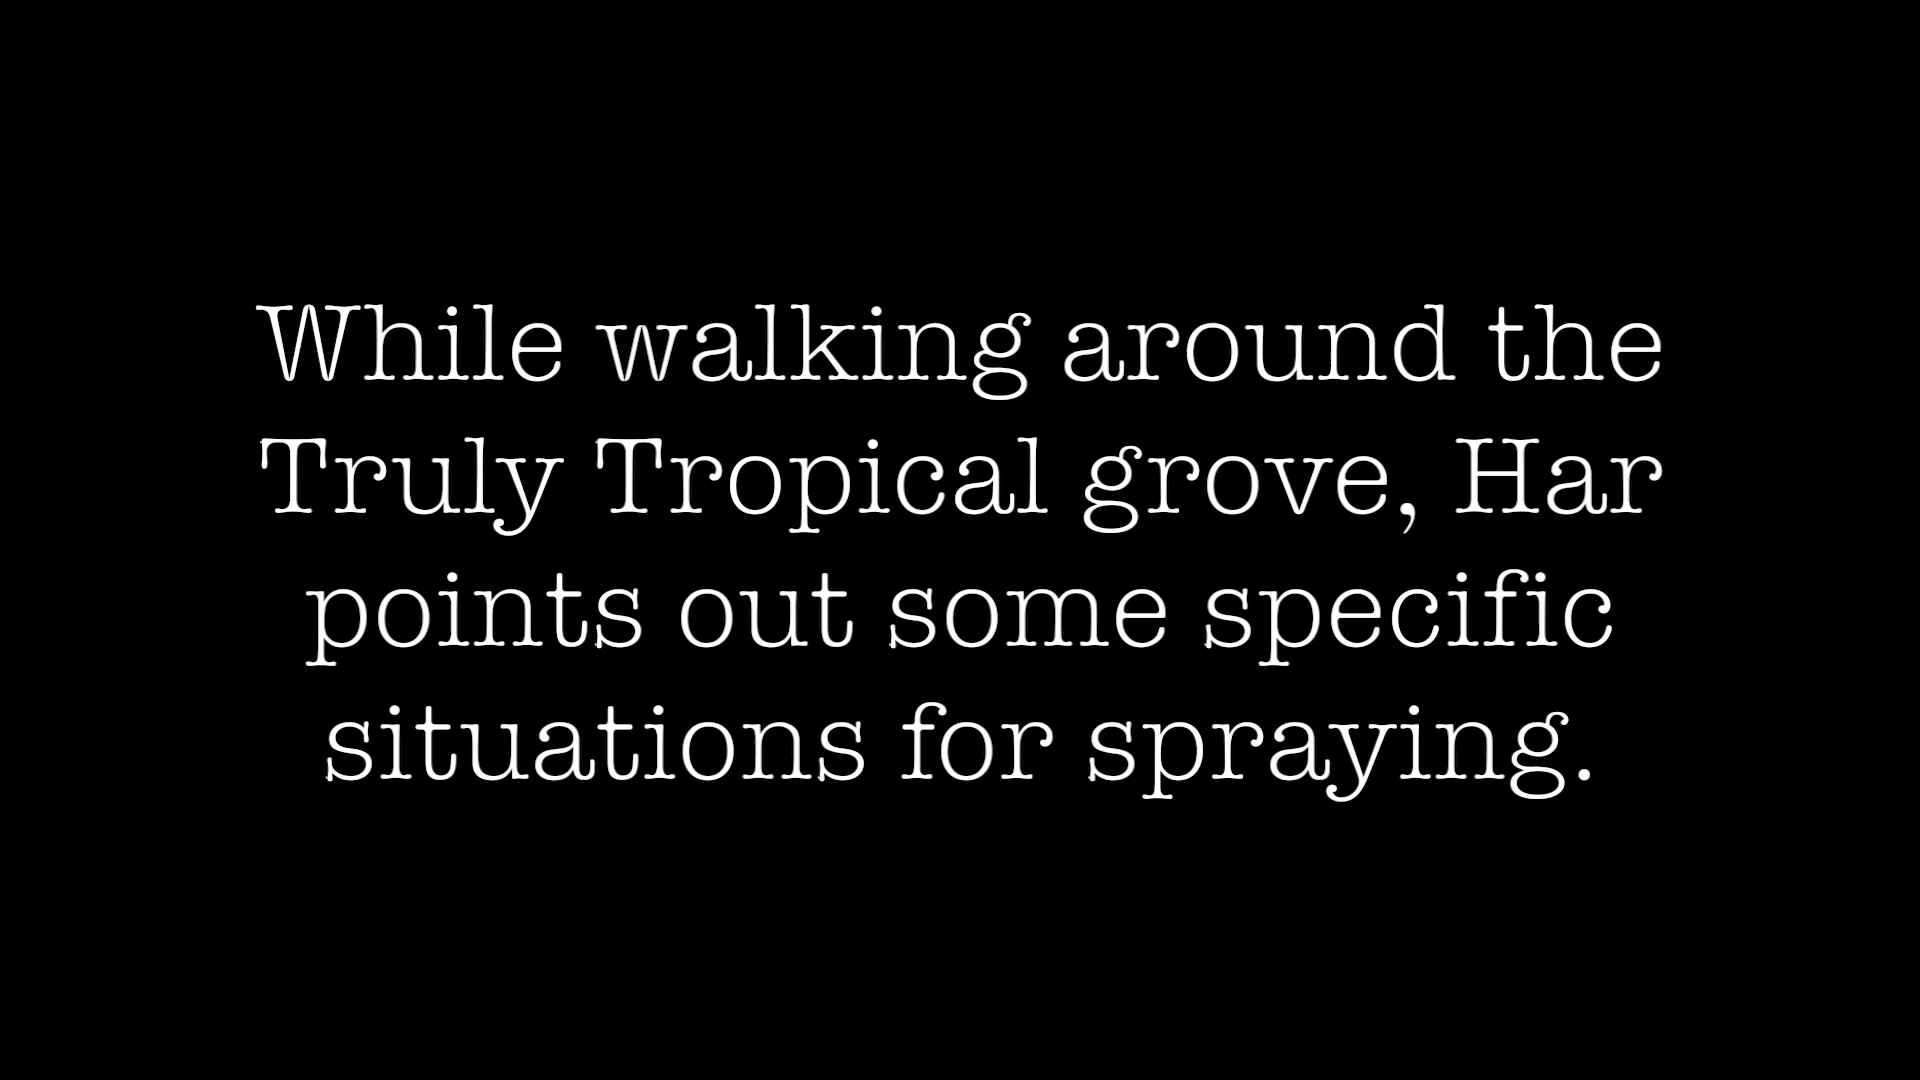 While walking around the
Truly Tropical grove, Har
points out some specific
situations for spraying.